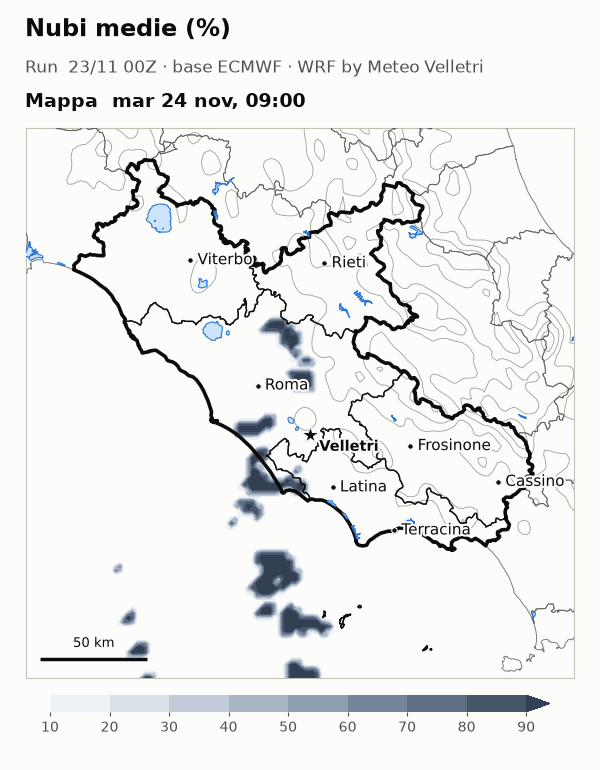 Nubi medie (%)
Run 23/11 00Z · base ECMWF · WRF by Meteo Velletri
Mappa mar 24 nov, 09:00
Viterbo
Rieti
Roma
Velletri
Frosinone
Cassino
Latina
Terracina
50 km
10 20 30 40 50 60 70 80 90